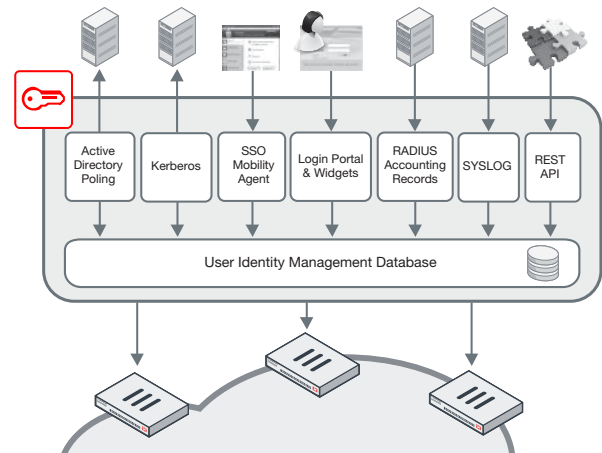 Active
Directory
Poling
Kerberos
SSO
Mobility
Agent
Login Portal
& Widgets
RADIUS
Accounting
Records
SYSLOG
REST
API
User Identity Management Database